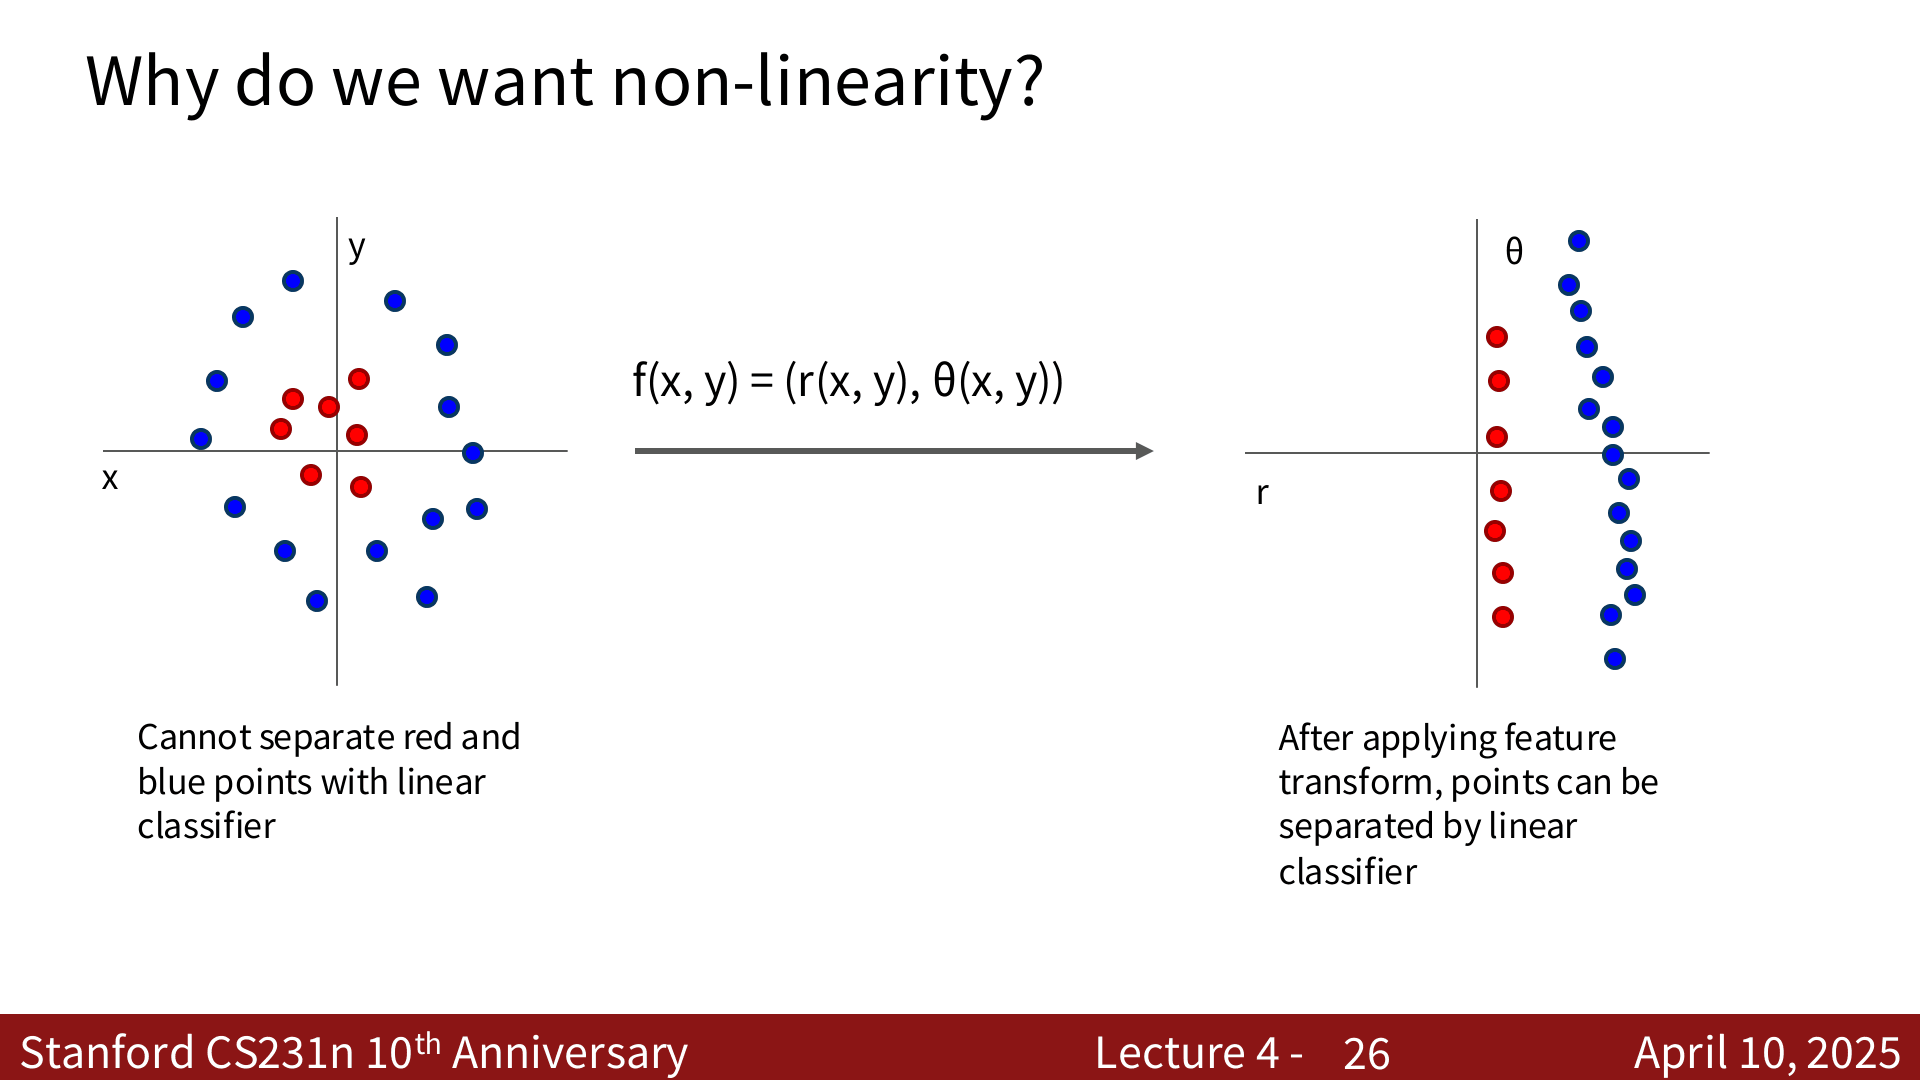 Why do we want non-linearity?
y
x
f(x, y) = (r(x, y), θ(x, y))
θ
r
Cannot separate red and
blue points with linear
classifier
After applying feature
transform, points can be
separated by linear
classifier
Stanford CS231n 10th Anniversary
Lecture 4 - 26
April 10, 2025